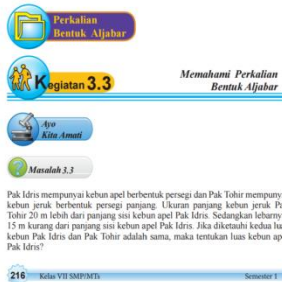 Perkalian
Bentuk Aljabar
Kegiatan 3.3
Memahami Perkalian
Bentuk Aljabar
Ayo
Kita Amati
Masalah 3.3
Pak Idris mempunyai kebun apel berbentuk persegi dan Pak Tohir mempuny
kebun jeruk berbentuk persegi panjang. Ukuran panjang kebun jeruk Pa
Tohir 20 m lebih dari panjang sisi kebun apel Pak Idris. Sedangkan lebarny
15 m kurang dari panjang sisi kebun apel Pak Idris. Jika diketahui kedua lu
kebun Pak Idris dan Pak Tohir adalah sama, maka tentukan luas kebun ap
Pak Idris?
216 Kelas VII SMP/MTs Semester 1